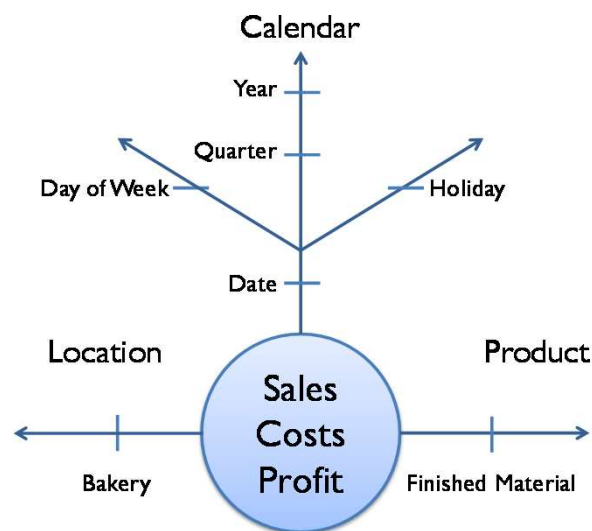 Calendar
Year
Quarter
Day of Week
Holiday
Date
Location
Product
Sales
Costs
Profit
Bakery
Finished Material